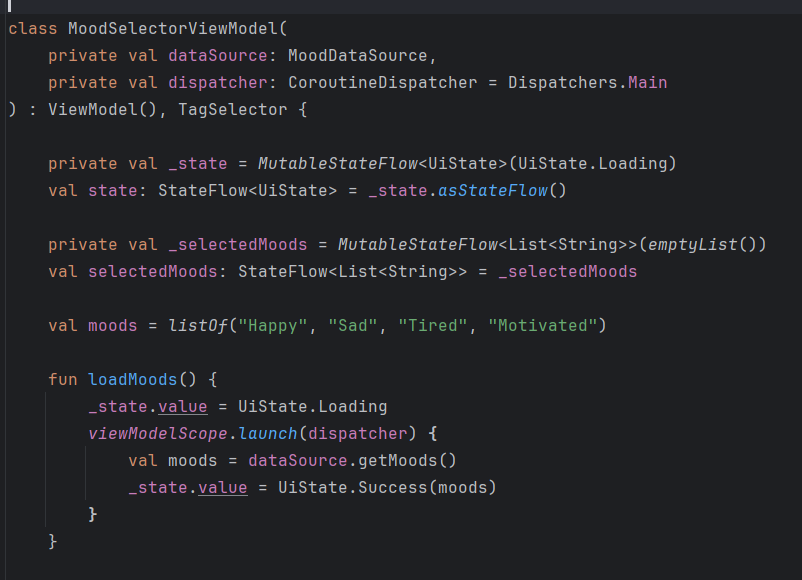 class MoodSelectorViewModel(
    private val dataSource: MoodDataSource,
    private val dispatcher: CoroutineDispatcher = Dispatchers.Main
) : ViewModel(), TagSelector {
    private val _state = MutableStateFlow<UiState>(UiState.Loading)
    val state: StateFlow<UiState> = _state.asStateFlow()
    private val _selectedMoods = MutableStateFlow<List<String>>(emptyList())
    val selectedMoods: StateFlow<List<String>> = _selectedMoods
    val moods = listOf("Happy", "Sad", "Tired", "Motivated")
    fun loadMoods() {
        _state.value = UiState.Loading
        viewModelScope.launch(dispatcher) {
            val moods = dataSource.getMoods()
            _state.value = UiState.Success(moods)
        }
    }